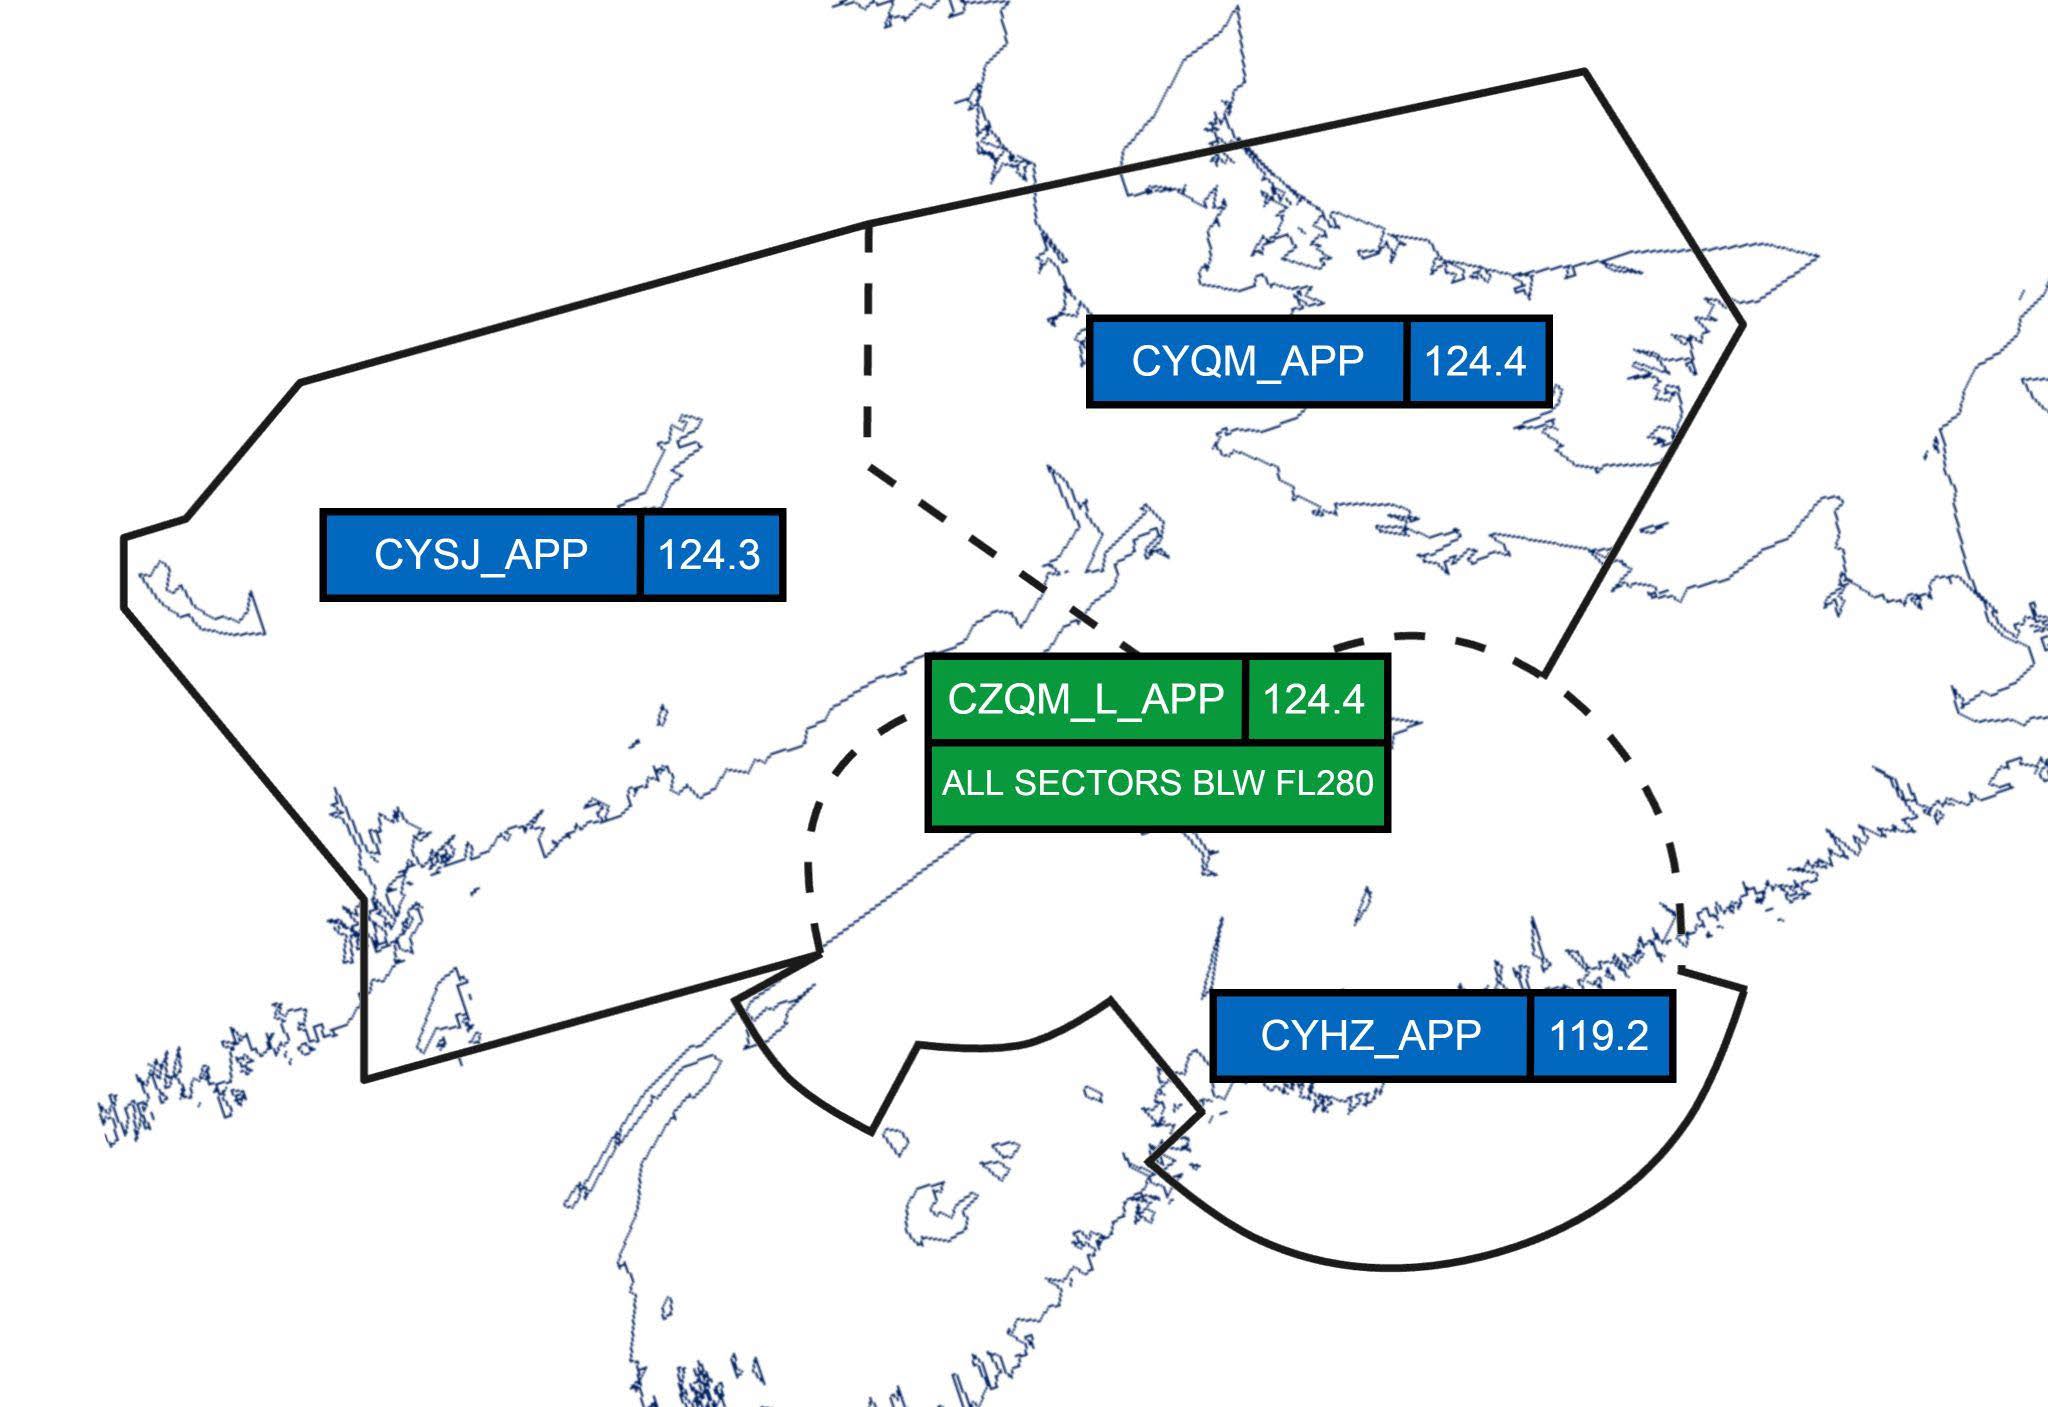 CYQM_APP 124.4
CYSJ_APP 124.3
CZQM_L_APP 124.4
ALL SECTORS BLW FL280
CYHZ_APP 119.2